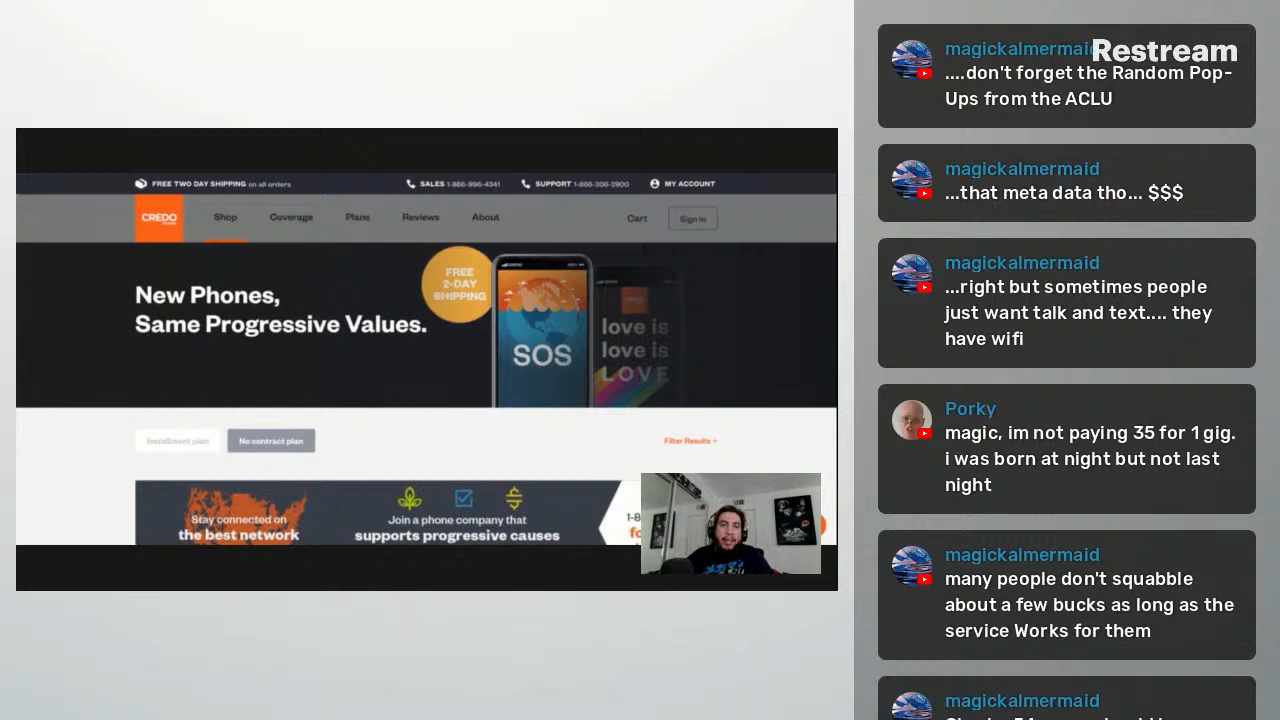 FREE TWO DAY SHIPPING on all orders
SALES 1-866-996-4341
SUPPORT 1-866-306-2900
MY ACCOUNT
CREDO
Shop
Coverage
Plans
Reviews
About
Cart
Sign in
New Phones,
Same Progressive Values.
FREE
2-DAY
SHIPPING
SOS
love is
love is
LOVE
Installment plan
No contract plan
Filter Results +
Stay connected on
the best network
Join a phone company that
supports progressive causes
1-8
fo
Restream
magickalmermaid
....don't forget the Random Pop-
Ups from the ACLU
magickalmermaid
...that meta data tho... $$$
magickalmermaid
...right but sometimes people
just want talk and text.... they
have wifi
Porky
magic, im not paying 35 for 1 gig.
i was born at night but not last
night
magickalmermaid
many people don't squabble
about a few bucks as long as the
service Works for them
magickalmermaid